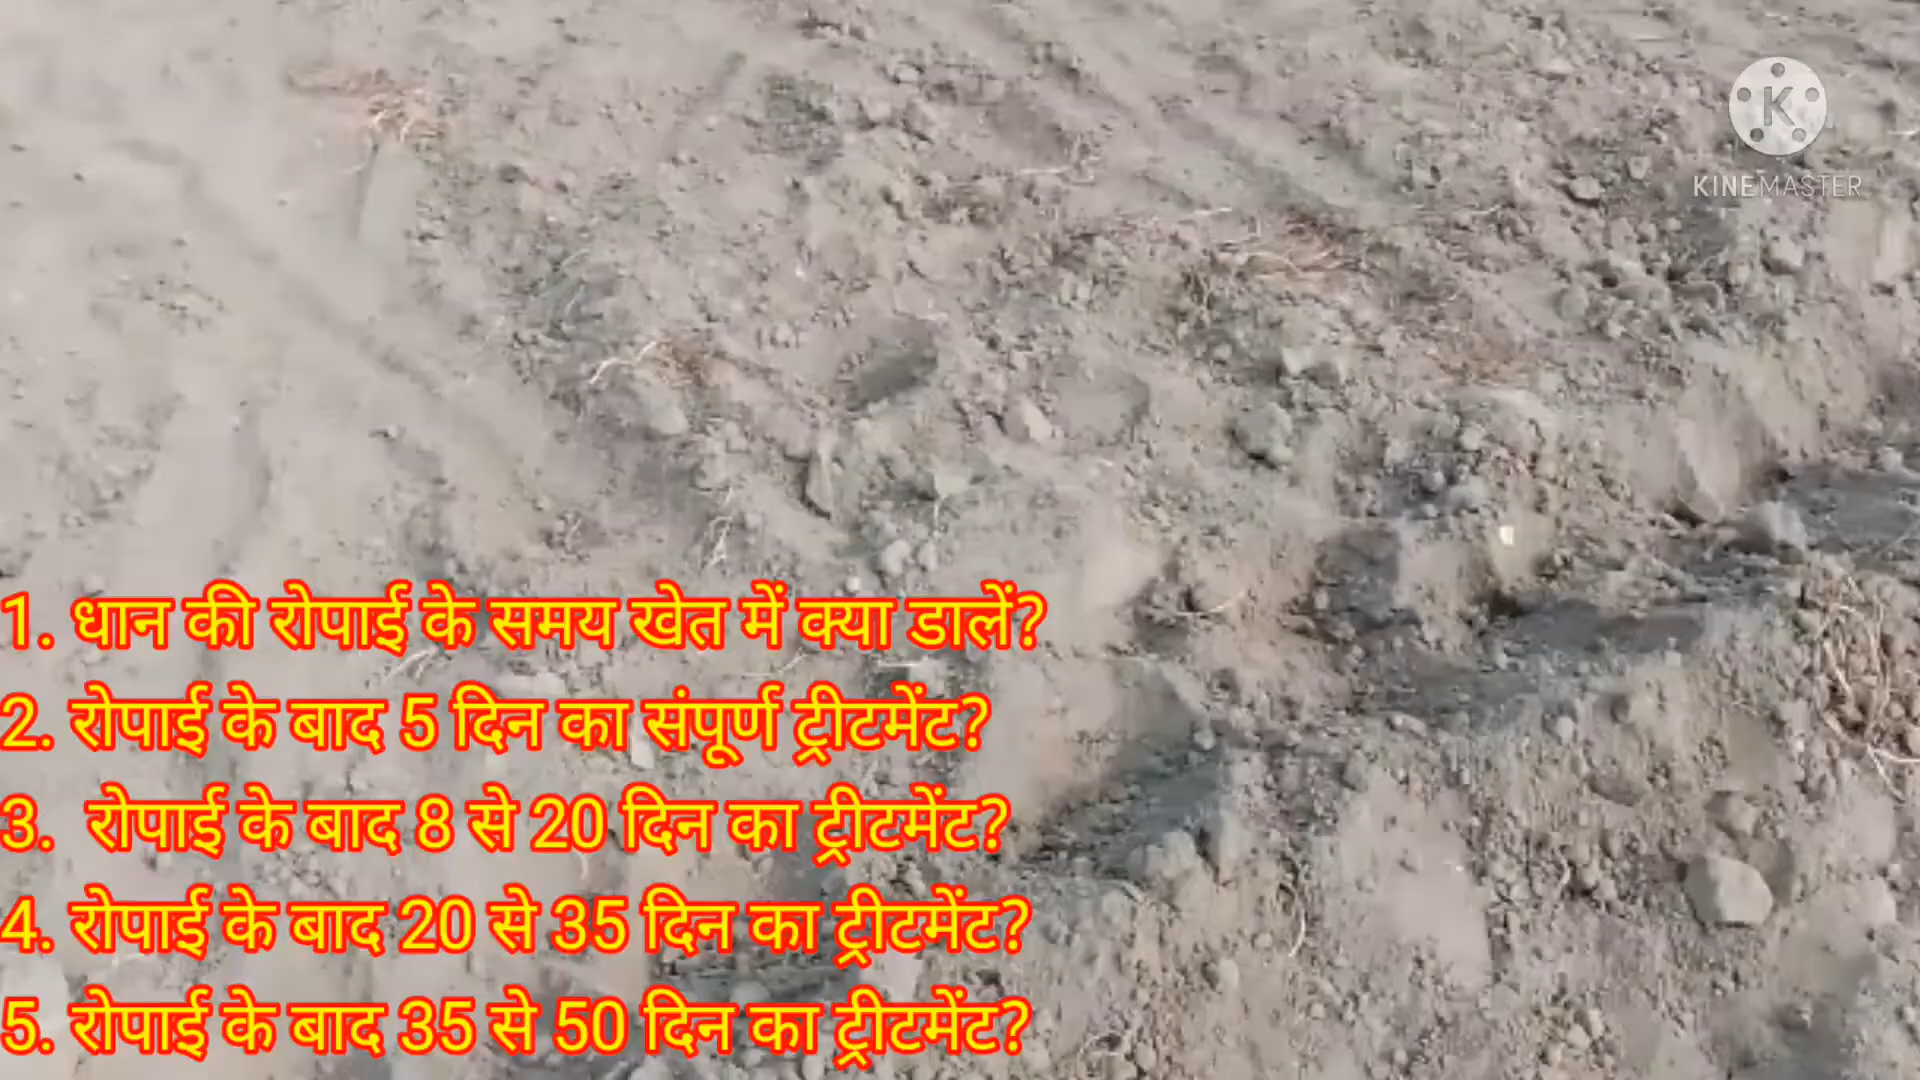 K
KINEMASTER
1. धान की रोपाई के समय खेत में क्या डालें?
2. रोपाई के बाद 5 दिन का संपूर्ण ट्रीटमेंट?
3. रोपाई के बाद 8 से 20 दिन का ट्रीटमेंट?
4. रोपाई के बाद 20 से 35 दिन का ट्रीटमेंट?
5. रोपाई के बाद 35 से 50 दिन का ट्रीटमेंट?